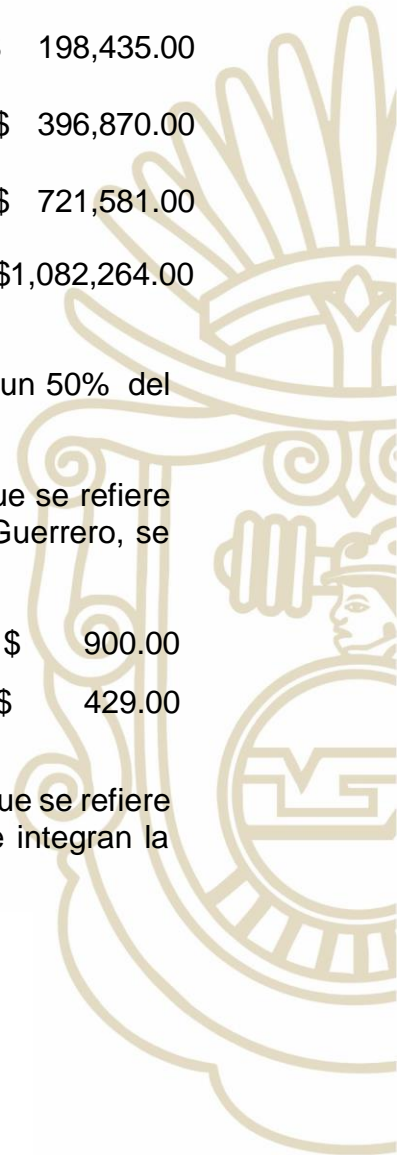 198,435.00
$ 396,870.00
$ 721,581.00
$1,082,264.00
un 50% del
ue se refiere
Guerrero, se
$ 900.00
$ 429.00
ue se refiere
e integran la